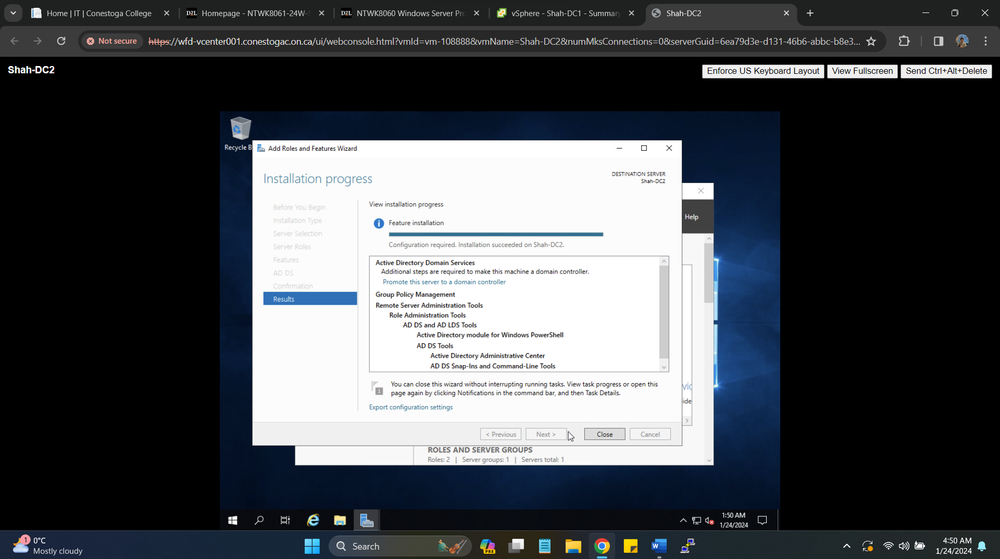 Home | IT | Conestoga College
D2L Homepage - NTWK8061-24W-S
D2L NTWK8060 Windows Server Pro
vSphere - Shah-DC1 - Summary
Shah-DC2
Not secure
https://wfd-vcenter001.conestogac.on.ca/ui/webconsole.html?vmId=vm-108888&vmName=Shah-DC2&numMksConnections=0&serverGuid=6ea79d3e-d131-46b6-abbc-b8e3...
Shah-DC2
Enforce US Keyboard Layout
View Fullscreen
Send Ctrl+Alt+Delete
Recycle B
Add Roles and Features Wizard
Installation progress
DESTINATION SERVER
Shah-DC2
Before You Begin
Installation Type
Server Selection
Server Roles
Features
AD DS
Confirmation
Results
View installation progress
Feature installation
Configuration required. Installation succeeded on Shah-DC2.
Active Directory Domain Services
Additional steps are required to make this machine a domain controller.
Promote this server to a domain controller
Group Policy Management
Remote Server Administration Tools
Role Administration Tools
AD DS and AD LDS Tools
Active Directory module for Windows PowerShell
AD DS Tools
Active Directory Administrative Center
AD DS Snap-Ins and Command-Line Tools
1
You can close this wizard without interrupting running tasks. View task progress or open this
page again by clicking Notifications in the command bar, and then Task Details.
Export configuration settings
< Previous
Next >
Close
Cancel
Help
vic
ide
ROLES AND SERVER GROUPS
Roles: 2 | Server groups: 1 | Servers total: 1
1:50 AM
1/24/2024
1
0°C
Mostly cloudy
Search
PRE
W
4:50 AM
1/24/2024